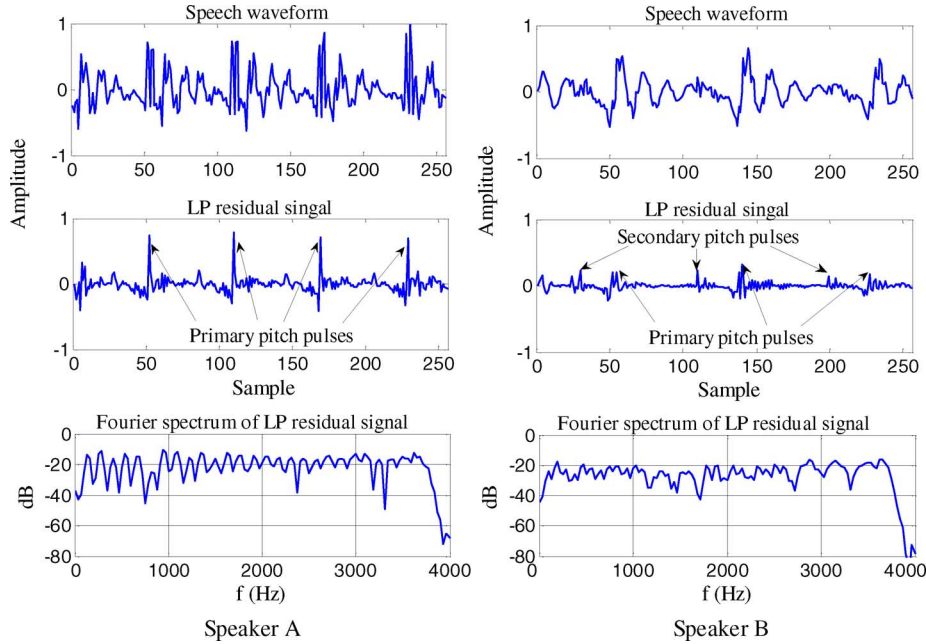 Speech waveform
1
0
-1
0 50 100 150 200 250
Amplitude
LP residual singal
1
0
-1
Primary pitch pulses
0 50 100 150 200 250
Sample
Fourier spectrum of LP residual signal
0
-20
-40
-60
-80
dB
0 1000 2000 3000 4000
f (Hz)
Speaker A
Speech waveform
1
0
-1
0 50 100 150 200 250
Amplitude
LP residual singal
1
0
-1
Secondary pitch pulses
Primary pitch pulses
0 50 100 150 200 250
Sample
Fourier spectrum of LP residual signal
0
-20
-40
-60
-80
dB
0 1000 2000 3000 4000
f (Hz)
Speaker B